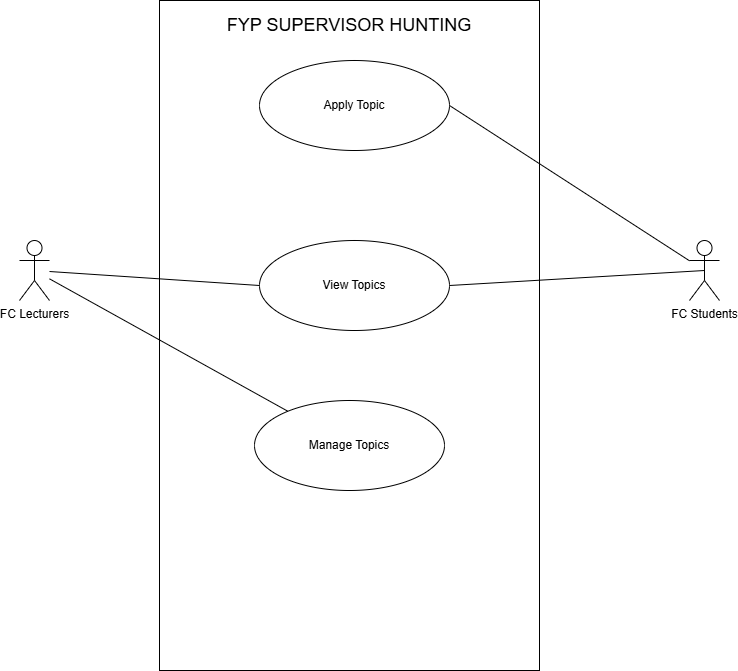 FYP SUPERVISOR HUNTING
Apply Topic
View Topics
FC Lecturers
FC Students
Manage Topics